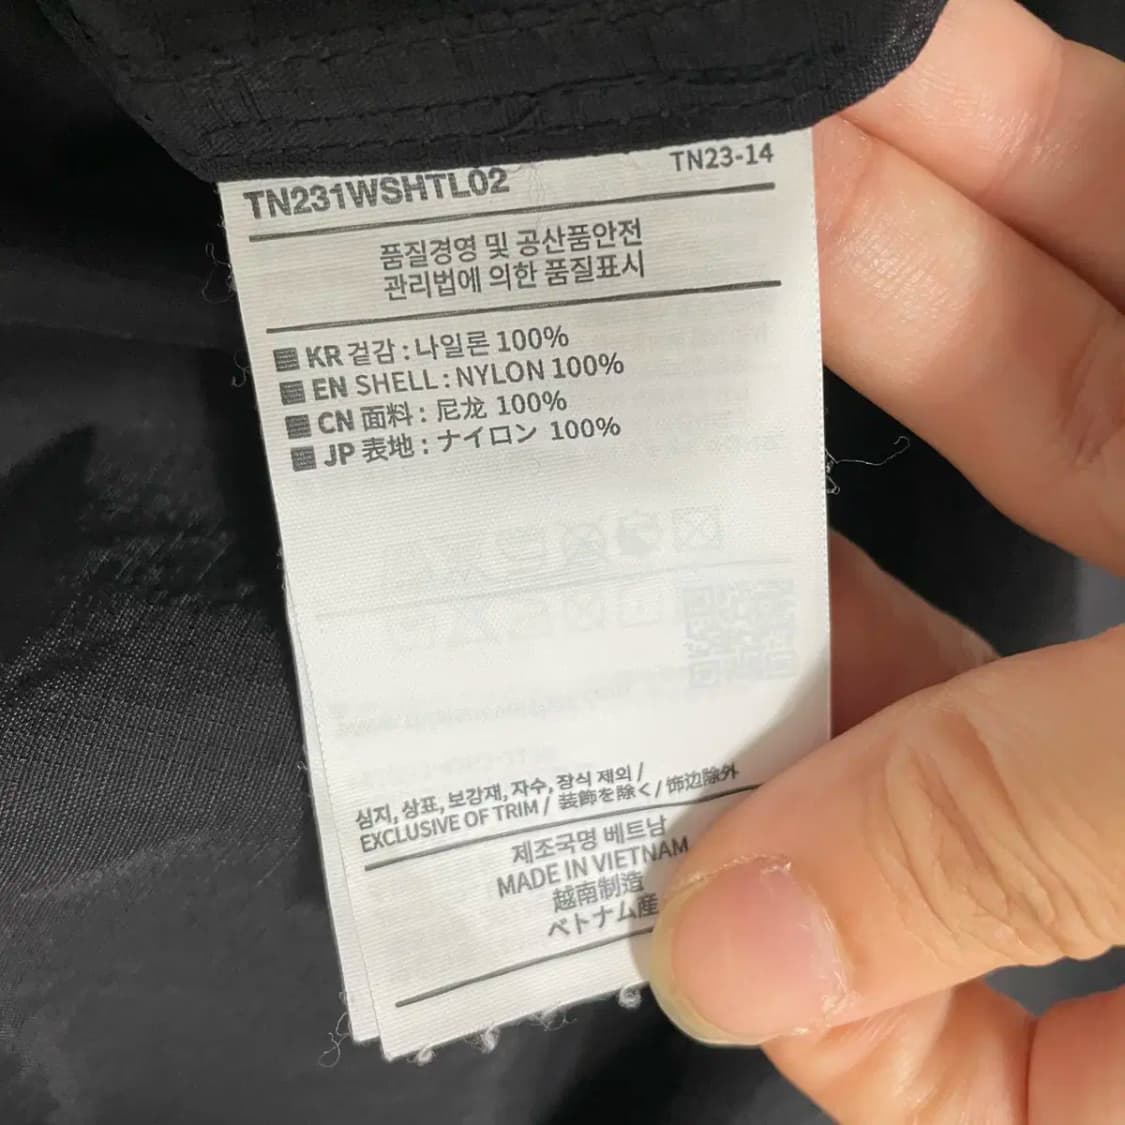 TN231WSHTL02
TN23-14
품질경영 및 공산품안전
관리법에 의한 품질표시
KR 겉감 : 나일론 100%
EN SHELL : NYLON 100%
CN 面料 : 尼龙 100%
JP 表地 : ナイロン 100%
심지, 상표, 보강재, 자수, 장식 제외 /
EXCLUSIVE OF TRIM / 装飾を除く / 饰边除外
제조국명 베트남
MADE IN VIETNAM
越南制造
ベトナム産